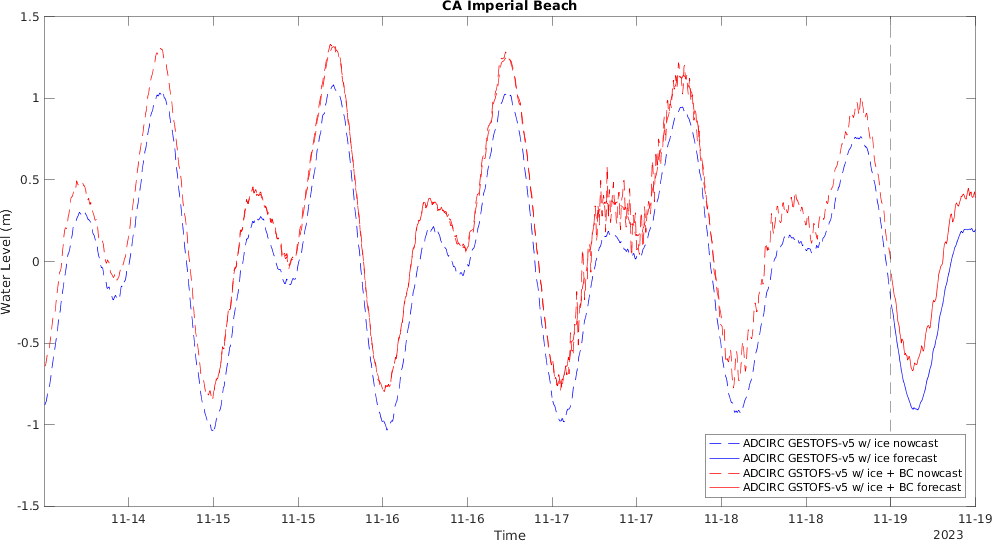 CA Imperial Beach
1.5
1
0.5
0
-0.5
-1
-1.5
Water Level (m)
11-14
11-15
11-15
11-16
11-16
11-17
11-17
11-18
11-18
11-19
11-19
Time
2023
ADCIRC GESTOFS-v5 w/ ice nowcast
ADCIRC GESTOFS-v5 w/ ice forecast
ADCIRC GSTOFS-v5 w/ ice + BC nowcast
ADCIRC GSTOFS-v5 w/ ice + BC forecast